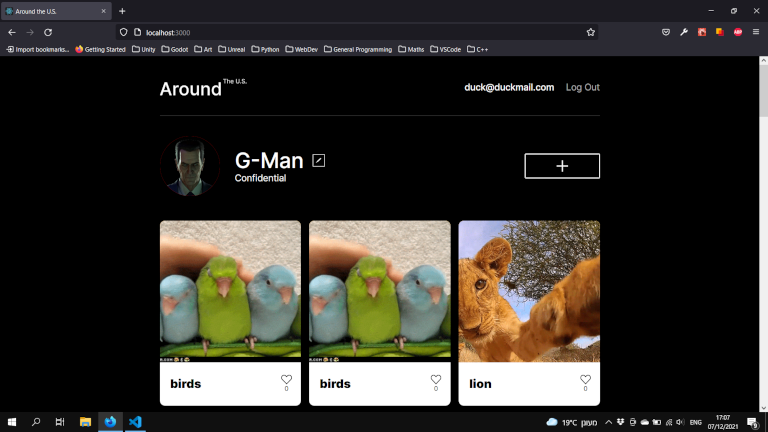 Around the U.S.
localhost:3000
Import bookmarks...
Getting Started
Unity
Godot
Art
Unreal
Python
WebDev
General Programming
Maths
VSCode
C++
Around The U.S.
duck@duckmail.com
Log Out
G-Man
Confidential
birds
0
birds
0
lion
0
19°C
מעונן
ENG
17:07
07/12/2021